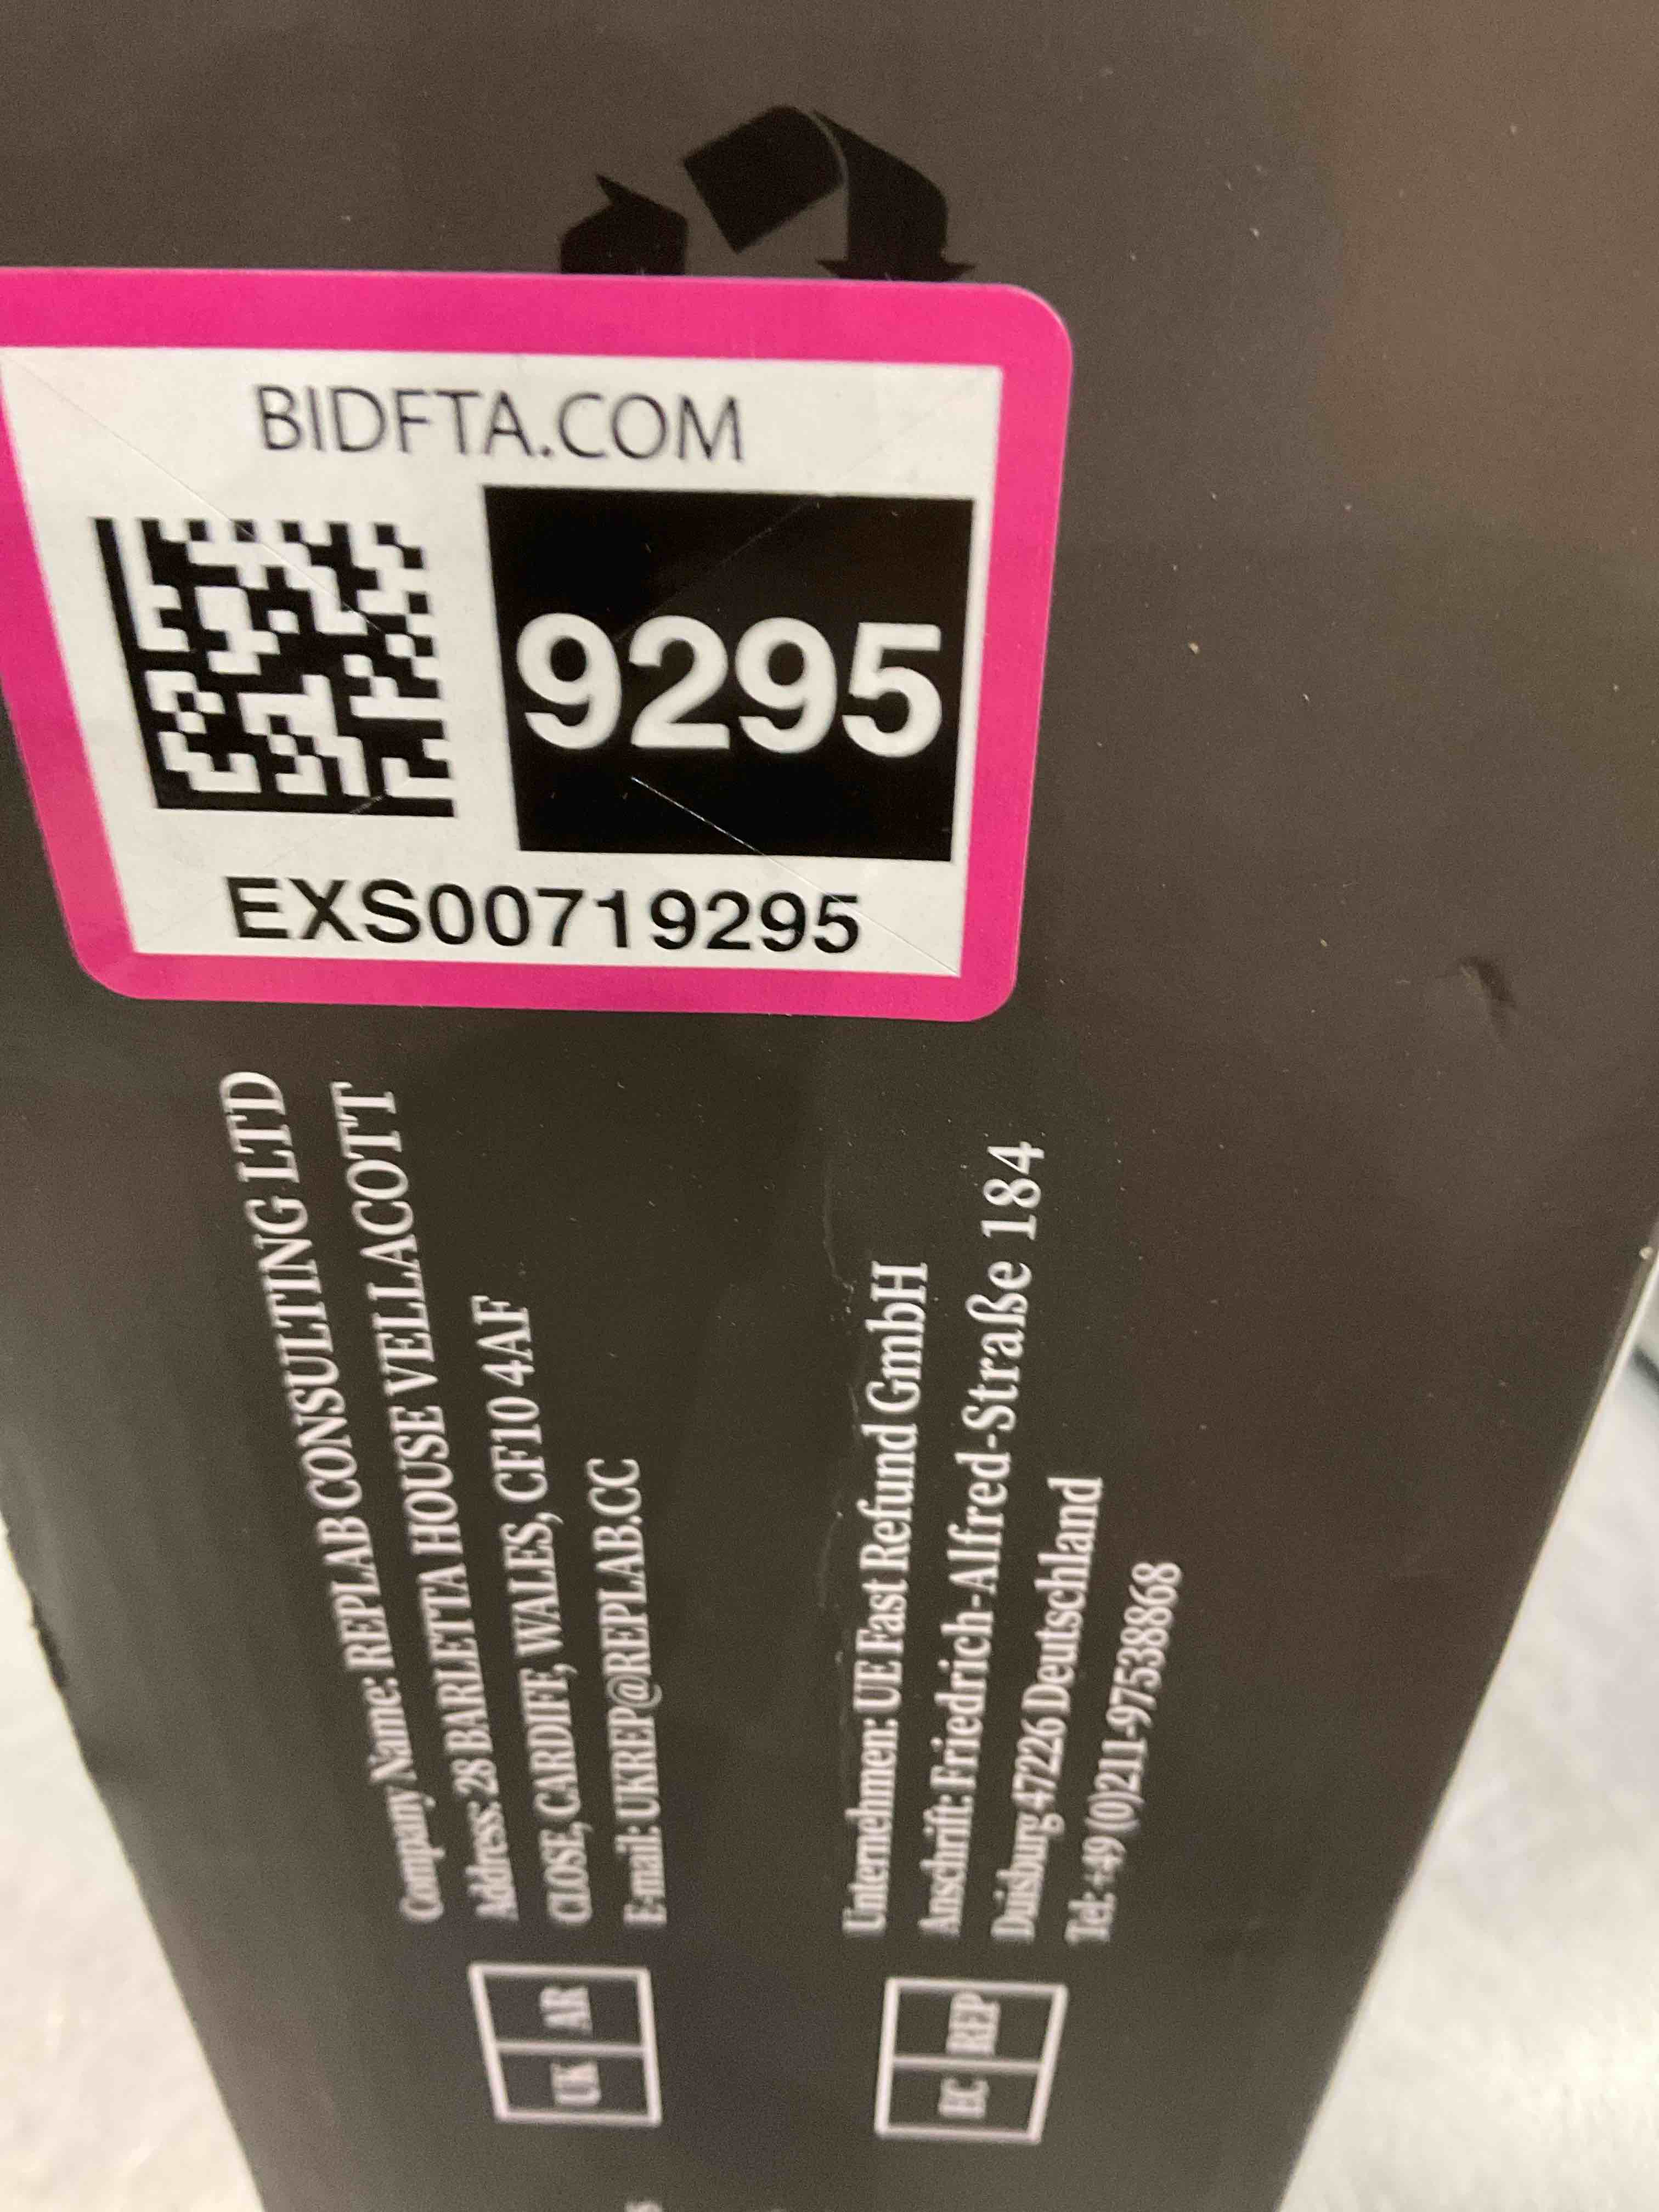 BIDFTA.COM
9295
EXS00719295
Company Name: REPLAB CONSULTING LTD
Address: 28 BARLETTA HOUSE VELLACOTT
CLOSE, CARDIFF, WALES, CF10 4AF
E-mail: UKREP@REPLAB.CC
UK AR
Unternehmen: UE Fast Refund GmbH
Anschrift: Friedrich-Alfred-Straße 184
Duisburg 47226 Deutschland
Tel: +49 (0)211-97538868
EC REP